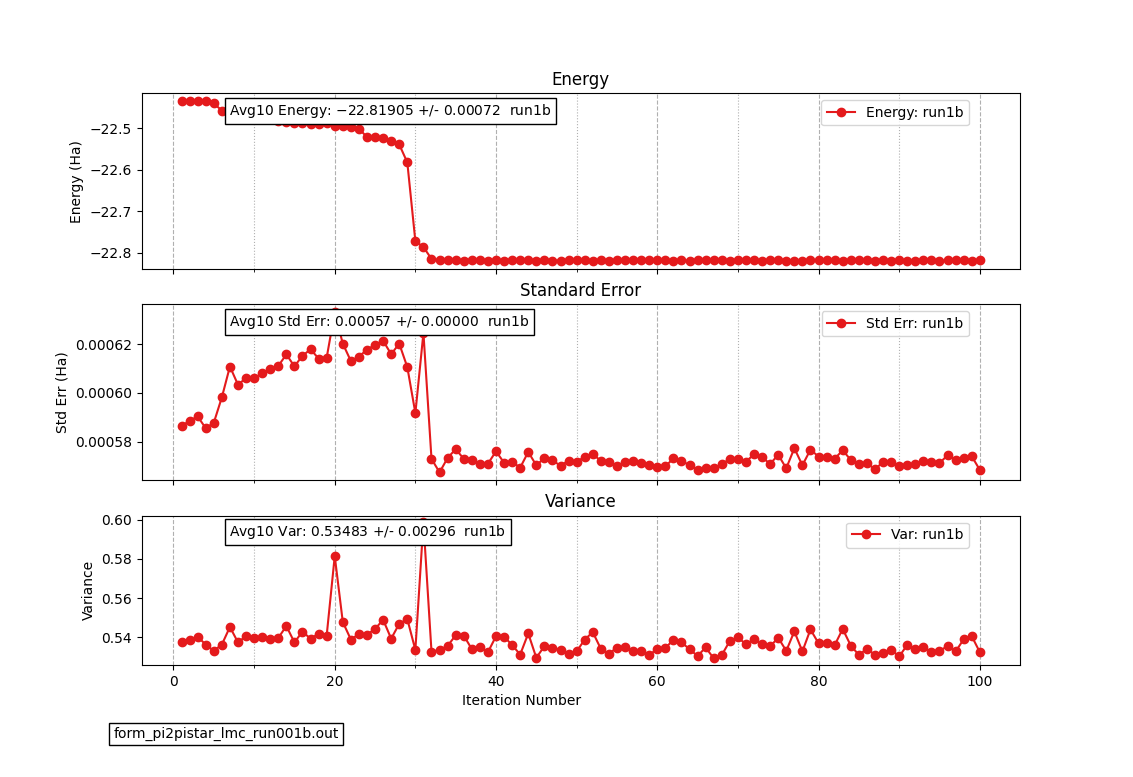 Energy
Avg10 Energy: −22.81905 +/- 0.00072  run1b
Energy: run1b
Energy (Ha)
−22.5
−22.6
−22.7
−22.8
Standard Error
Avg10 Std Err: 0.00057 +/- 0.00000  run1b
Std Err: run1b
Std Err (Ha)
0.00062
0.00060
0.00058
Variance
Avg10 Var: 0.53483 +/- 0.00296  run1b
Var: run1b
Variance
0.60
0.58
0.56
0.54
0 20 40 60 80 100
Iteration Number
form_pi2pistar_lmc_run001b.out